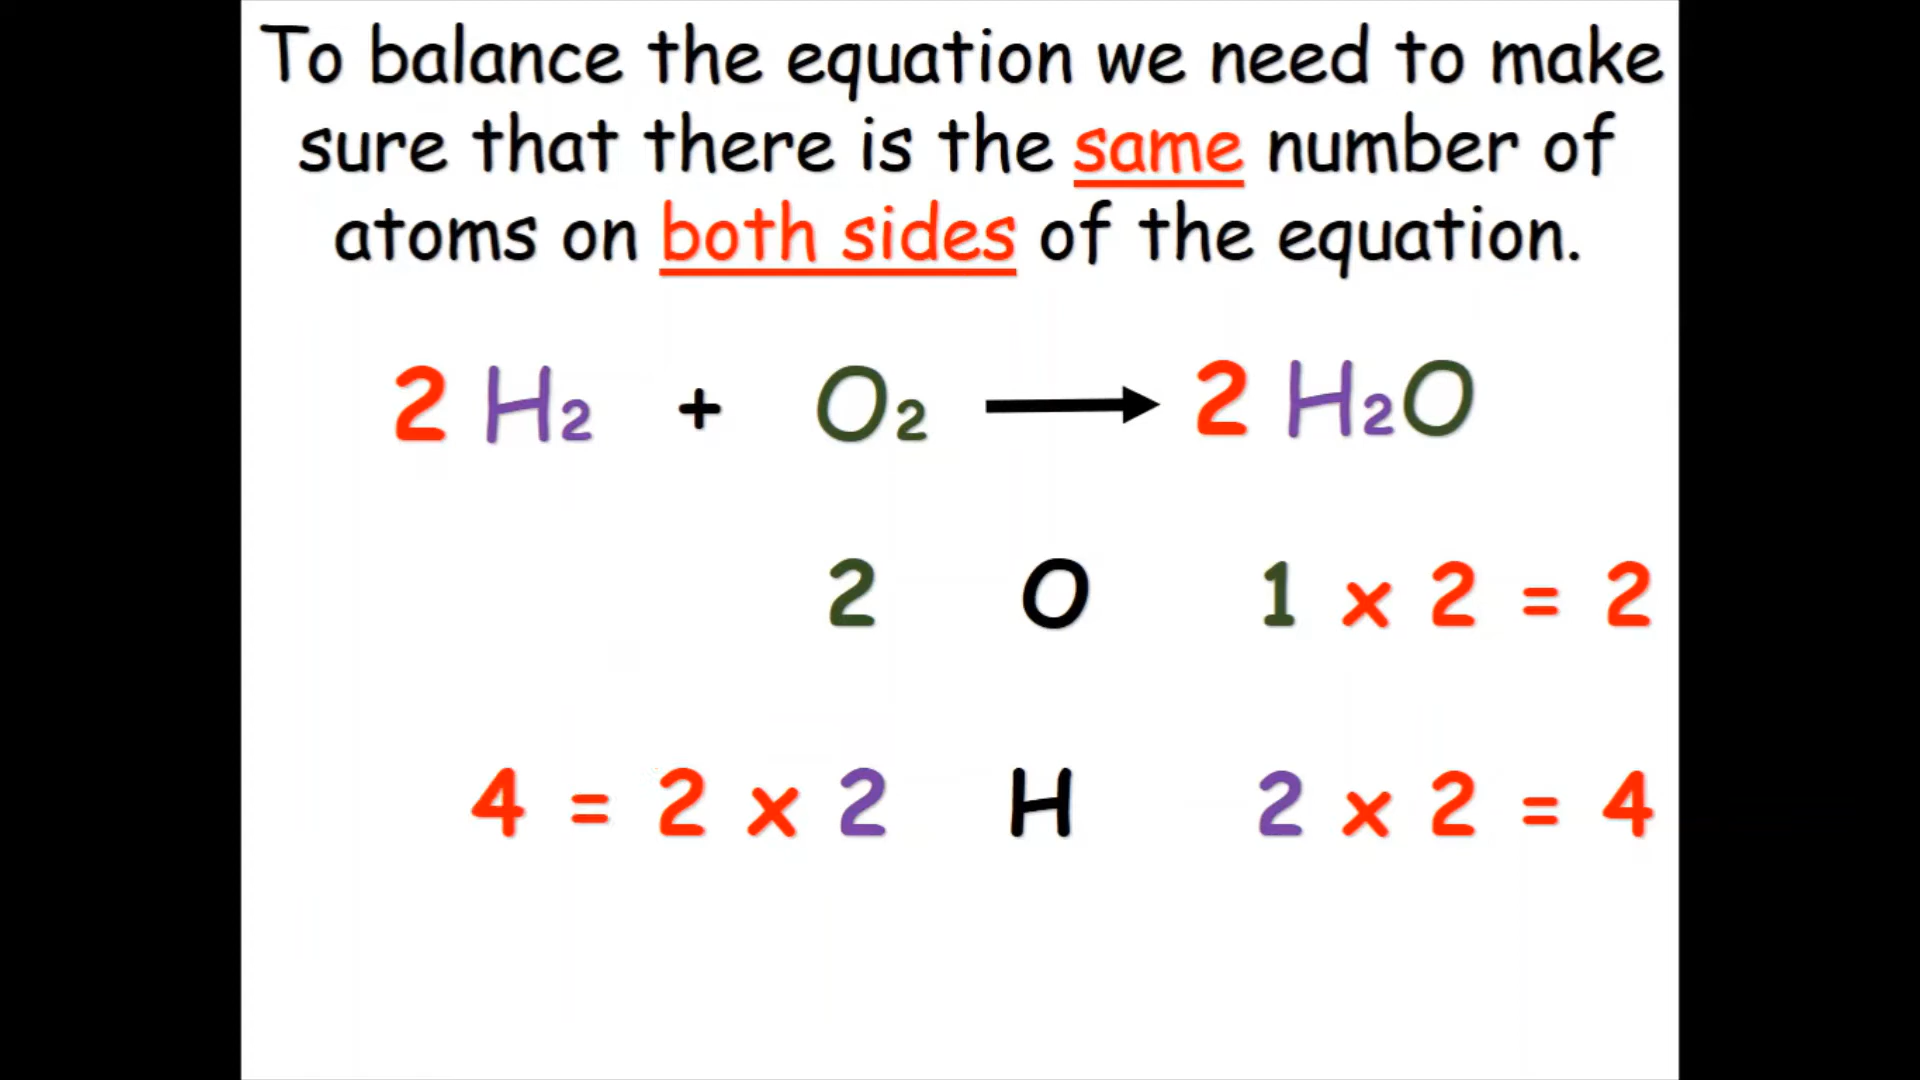 To balance the equation we need to make
sure that there is the same number of
atoms on both sides of the equation.
2 H₂ + O₂ → 2 H₂O
2 O 1 x 2 = 2
4 = 2 x 2 H 2 x 2 = 4